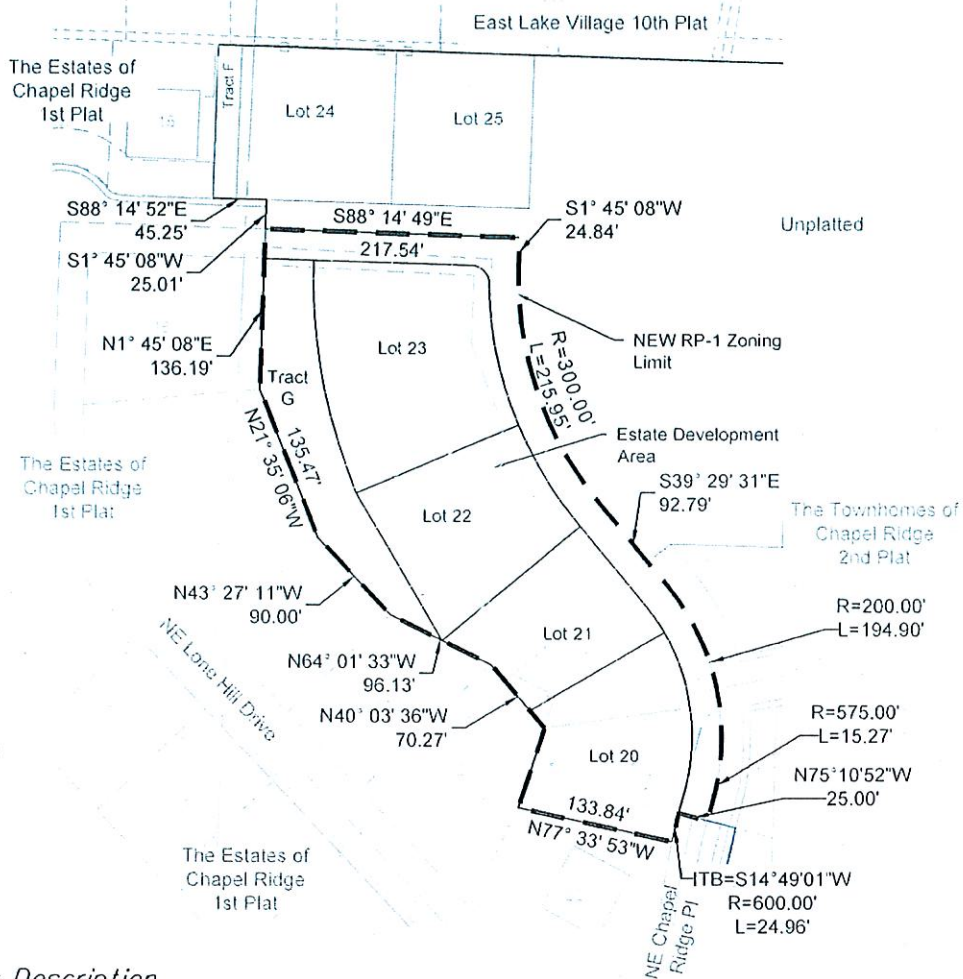 East Lake Village 10th Plat
The Estates of
Chapel Ridge
1st Plat
Tract F
16
Lot 24
Lot 25
S88° 14' 52"E
45.25'
S88° 14' 49"E
217.54'
S1° 45' 08"W
24.84'
Unplatted
S1° 45' 08"W
25.01'
N1° 45' 08"E
136.19'
Lot 23
R=300.00'
L=215.95'
NEW RP-1 Zoning
Limit
Tract
G
135.47'
N21° 35' 06"W
Estate Development
Area
The Estates of
Chapel Ridge
1st Plat
S39° 29' 31"E
92.79'
Lot 22
The Townhomes of
Chapel Ridge
2nd Plat
N43° 27' 11"W
90.00'
R=200.00'
L=194.90'
NE Long Hill Drive
Lot 21
N64° 01' 33"W
96.13'
N40° 03' 36"W
70.27'
R=575.00'
L=15.27'
Lot 20
N75°10'52"W
25.00'
133.84'
N77° 33' 53"W
The Estates of
Chapel Ridge
1st Plat
ITB=S14°49'01"W
R=600.00'
L=24.96'
NE Chapel
Ridge Pl
Description